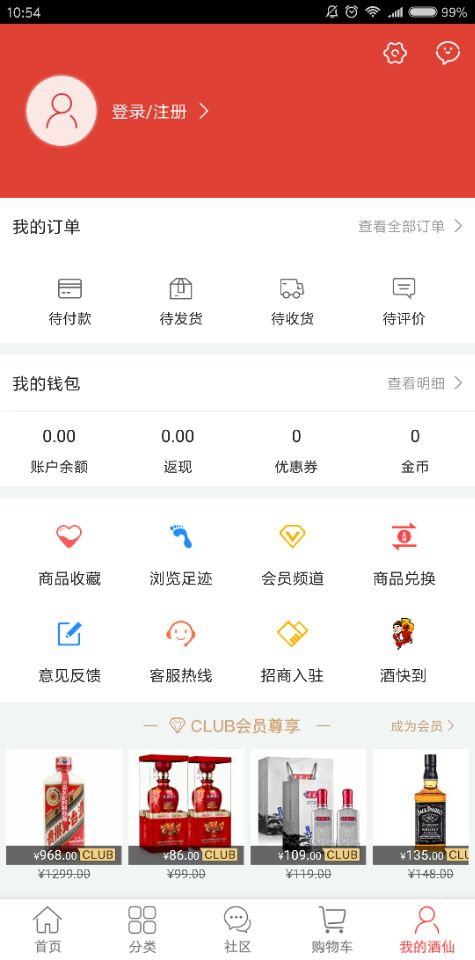 10:54 99%
登录/注册
我的订单 查看全部订单
待付款 待发货 待收货 待评价
我的钱包 查看明细
0.00 0.00 0 0
账户余额 返现 优惠券 金币
商品收藏 浏览足迹 会员频道 商品兑换
意见反馈 客服热线 招商入驻 酒快到
CLUB会员尊享 成为会员
¥968.00 CLUB ¥86.00 CLUB ¥109.00 CLUB ¥135.00 CLUB
¥1299.00 ¥99.00 ¥119.00 ¥148.00
首页 分类 社区 购物车 我的酒仙